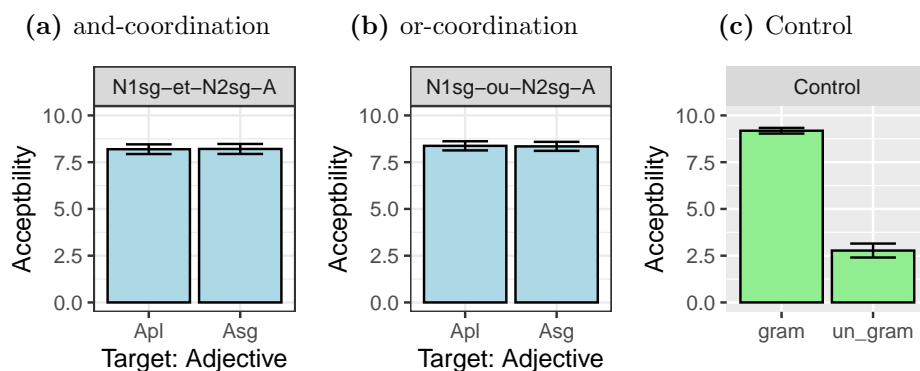 (a) and-coordination
N1sg−et−N2sg−A
Acceptbility
10.0
7.5
5.0
2.5
0.0
Apl
Asg
Target: Adjective
(b) or-coordination
N1sg−ou−N2sg−A
Acceptbility
10.0
7.5
5.0
2.5
0.0
Apl
Asg
Target: Adjective
(c) Control
Control
Acceptbility
10.0
7.5
5.0
2.5
0.0
gram
un_gram